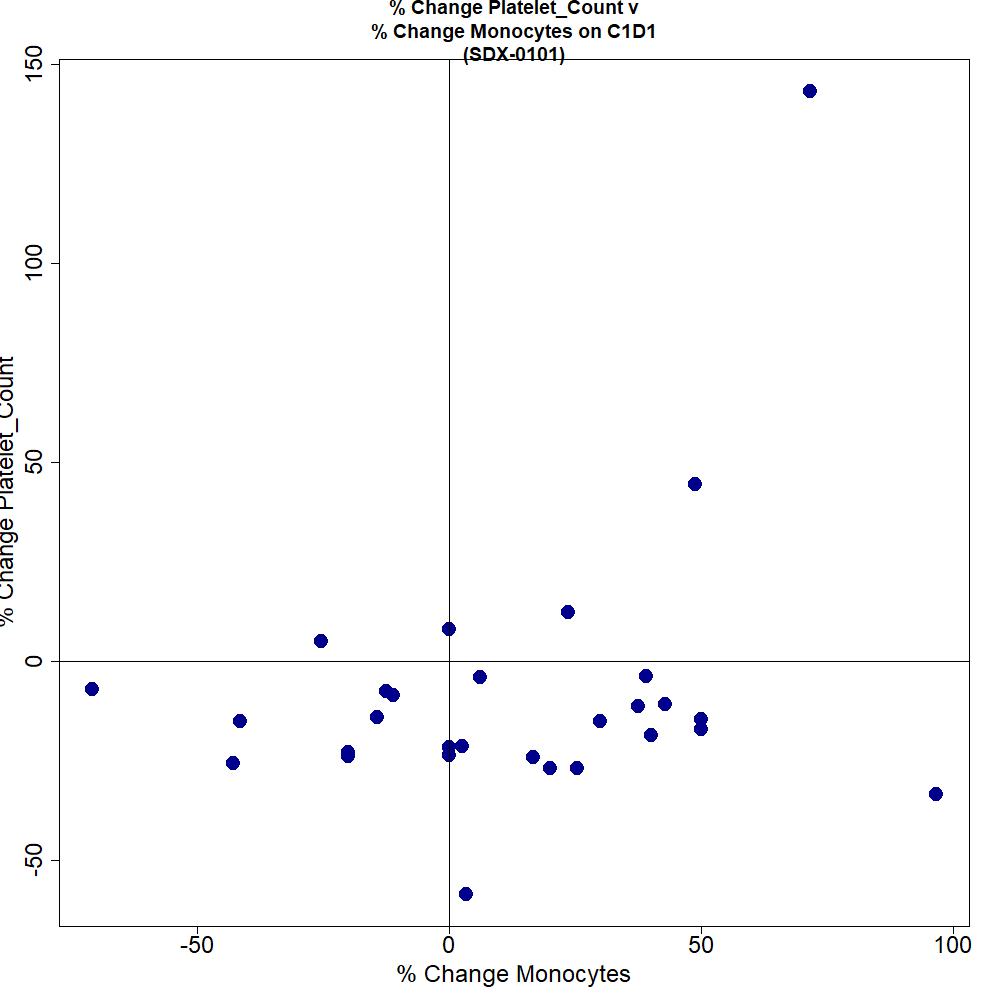 % Change Platelet_Count v
% Change Monocytes on C1D1
(SDX-0101)
150
100
50
0
-50
% Change Platelet_Count
-50
0
50
100
% Change Monocytes